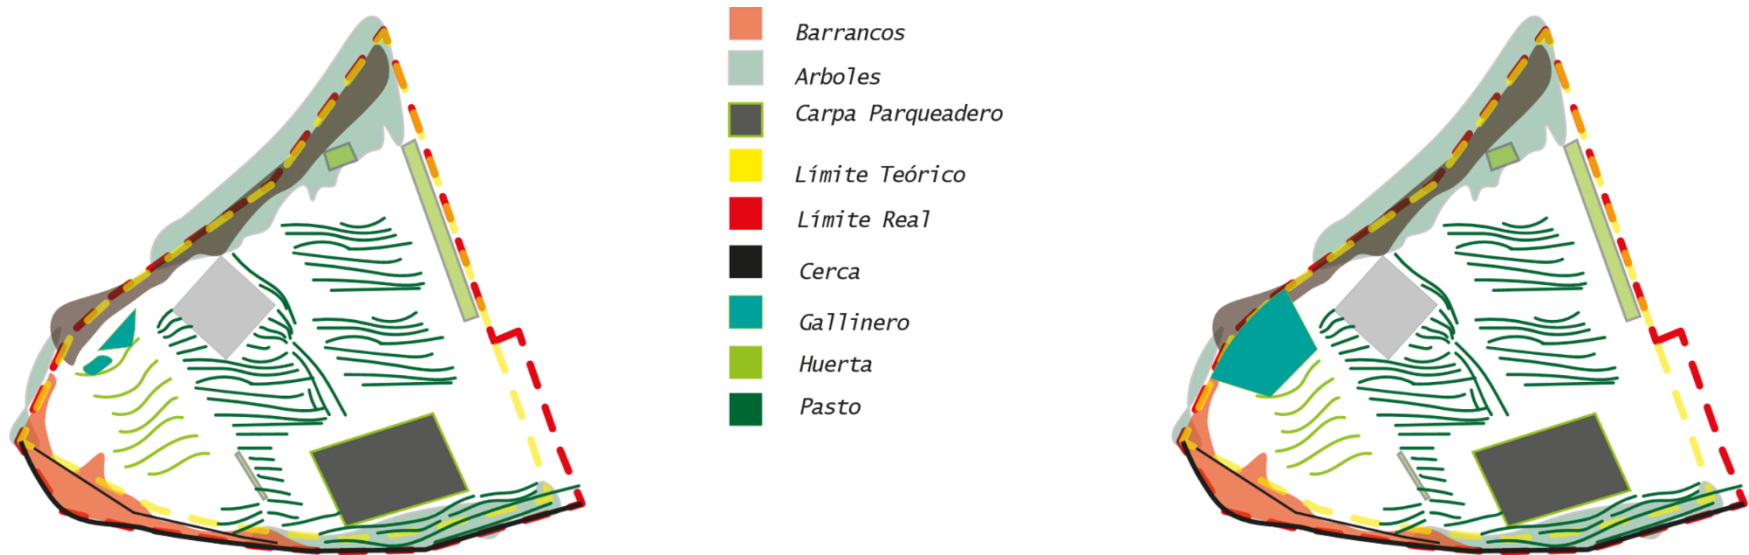 Barrancos
Arboles
Carpa Parqueadero
Límite Teórico
Límite Real
Cerca
Gallinero
Huerta
Pasto